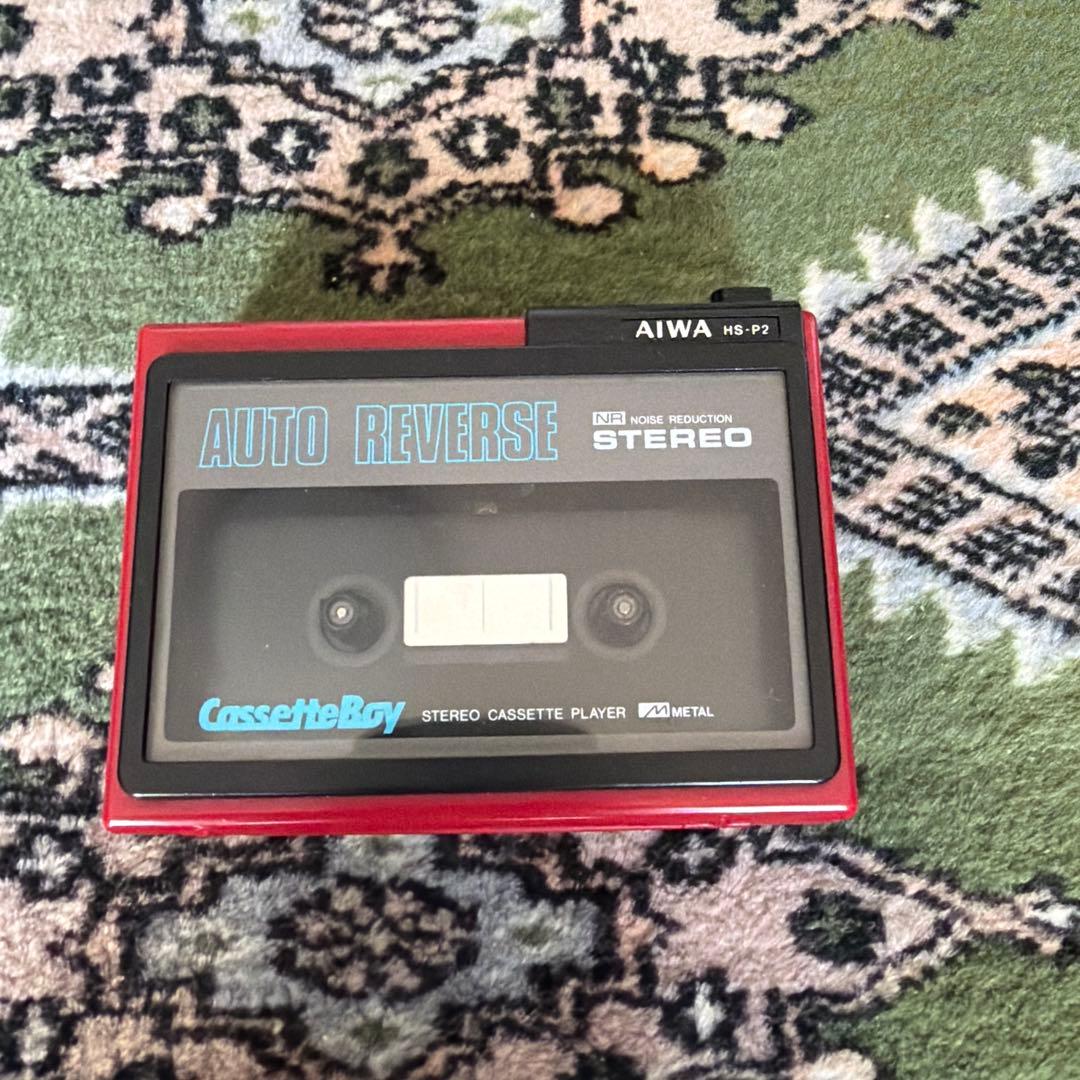 AIWA HS-P2
AUTO REVERSE
NR NOISE REDUCTION
STEREO
CassetteBoy STEREO CASSETTE PLAYER METAL